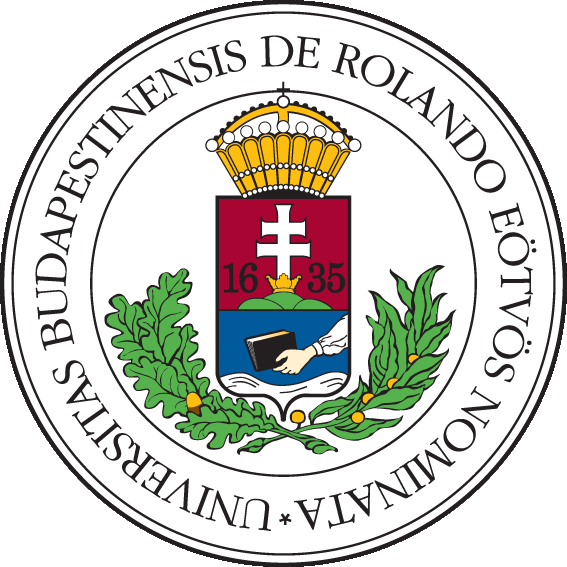 UNIVERSITAS BUDAPESTINENSIS DE ROLANDO EÖTVÖS NOMINATA *
16 35